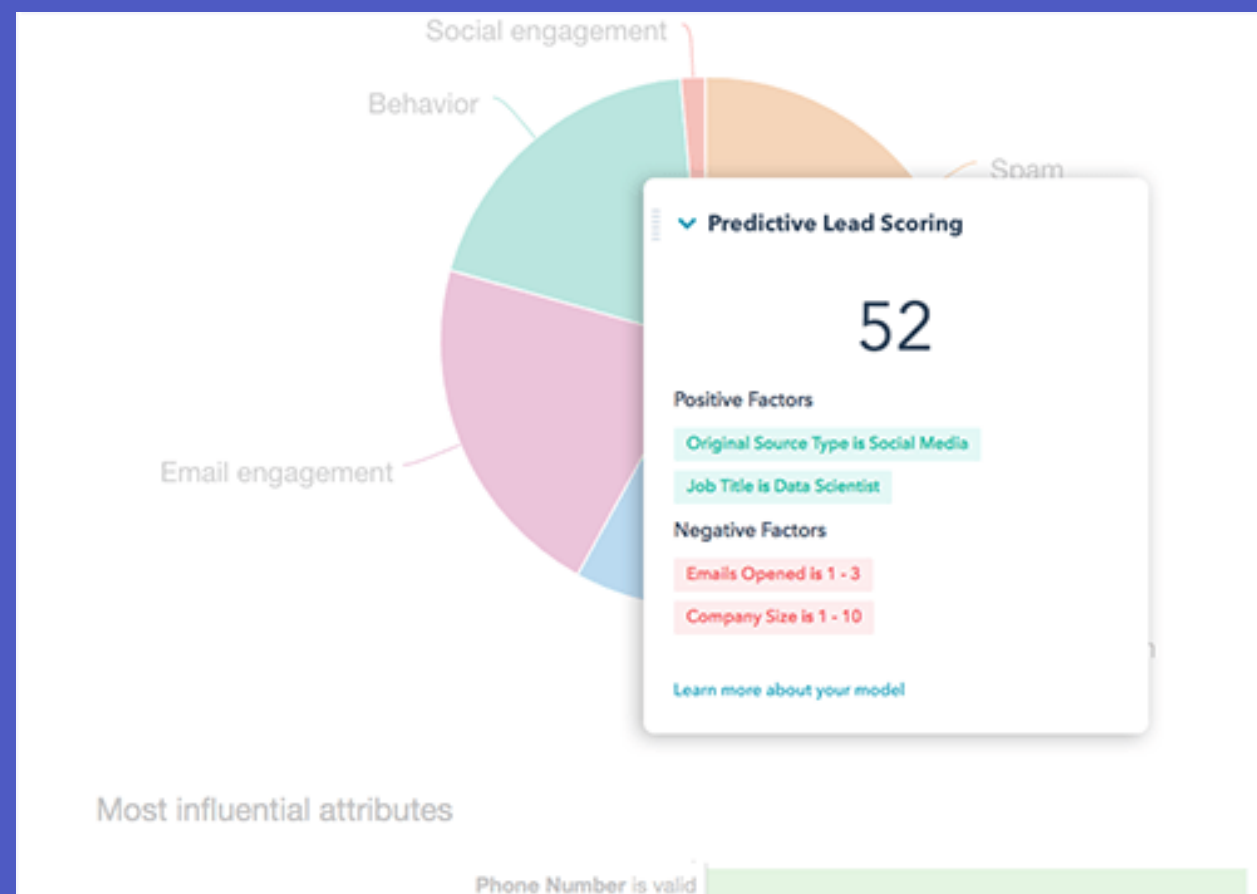 Social engagement
Behavior
Spam
Predictive Lead Scoring
52
Positive Factors
Original Source Type is Social Media
Job Title is Data Scientist
Negative Factors
Email engagement
Emails Opened is 1 - 3
Company Size is 1 - 10
Learn more about your model
Most influential attributes
Phone Number is valid